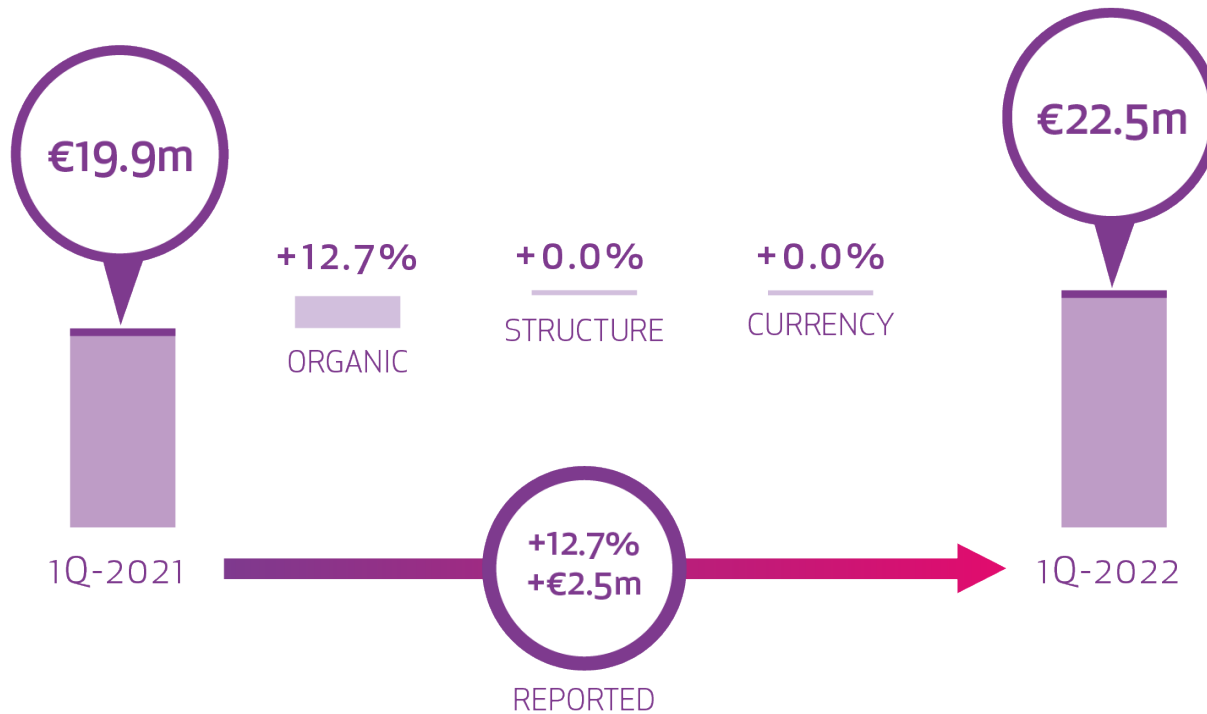 €19.9m
€22.5m
+12.7%
+0.0%
+0.0%
ORGANIC
STRUCTURE
CURRENCY
1Q-2021
+12.7%
+€2.5m
1Q-2022
REPORTED